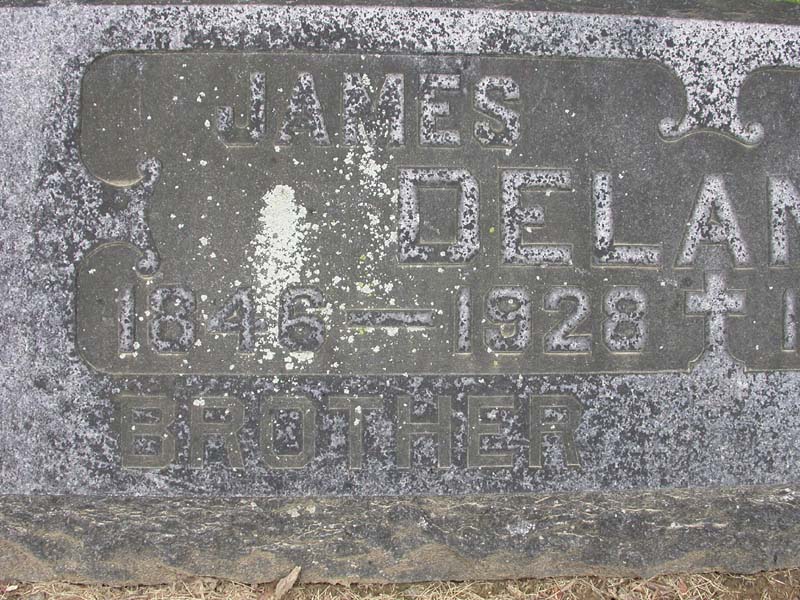 JAMES
DELAN
1846 — 1928
BROTHER